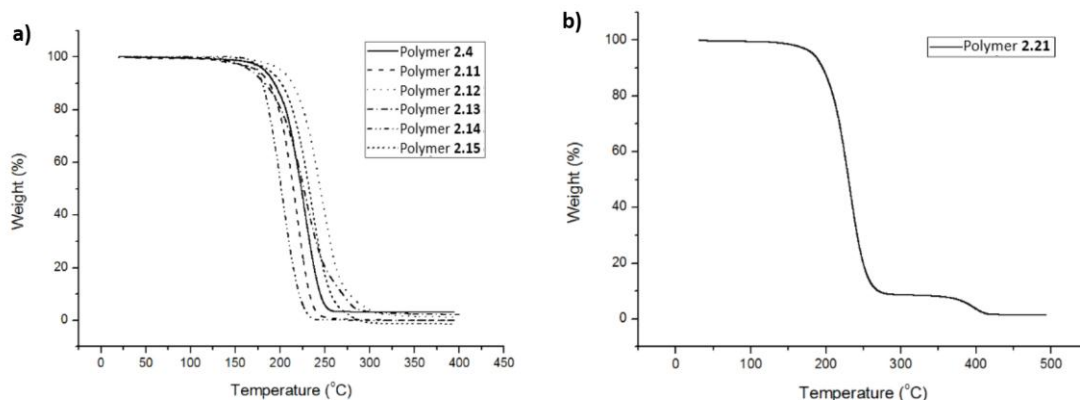 a)
100
80
60
40
20
0
Weight (%)
0 50 100 150 200 250 300 350 400 450
Temperature (°C)
Polymer 2.4
Polymer 2.11
Polymer 2.12
Polymer 2.13
Polymer 2.14
Polymer 2.15
b)
100
80
60
40
20
0
Weight (%)
0 100 200 300 400 500
Temperature (°C)
Polymer 2.21